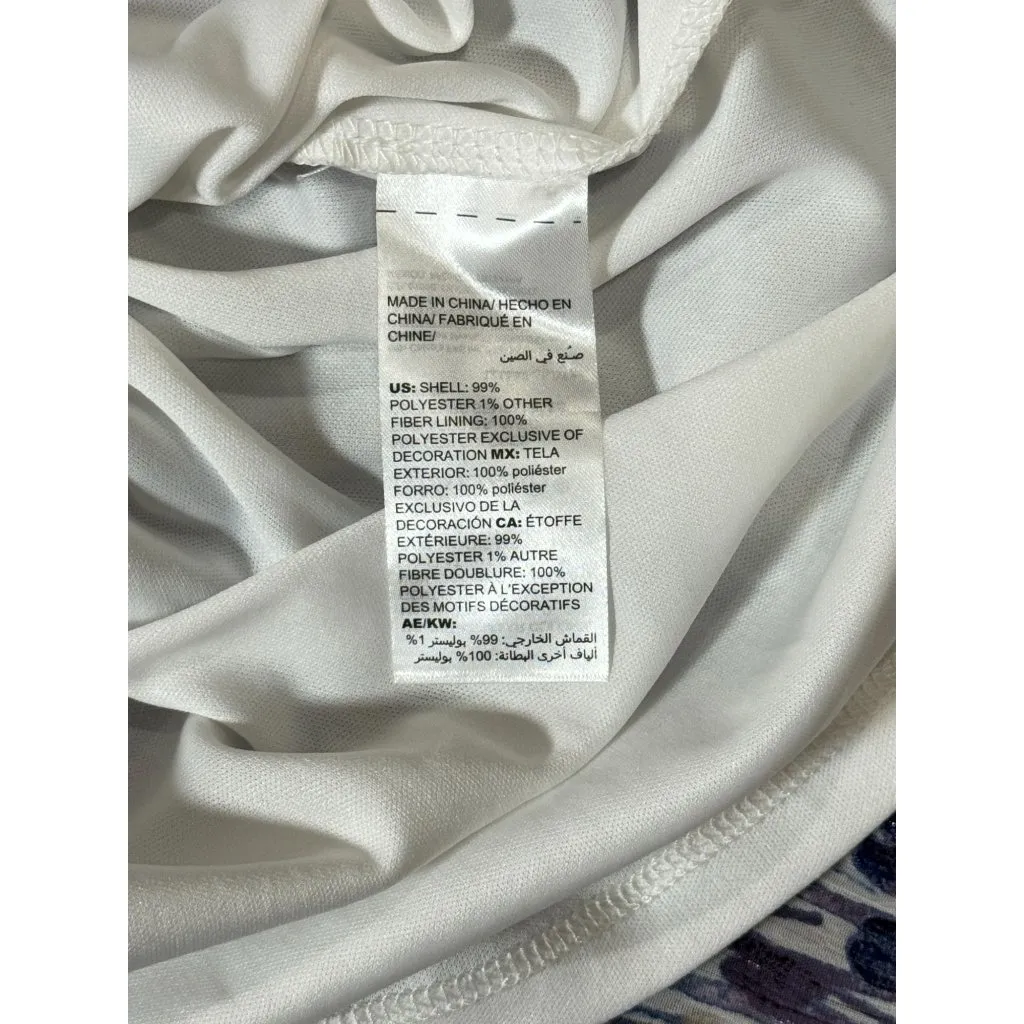 MADE IN CHINA/ HECHO EN
CHINA/ FABRIQUÉ EN
CHINE/
صُنع في الصين
US: SHELL: 99%
POLYESTER 1% OTHER
FIBER LINING: 100%
POLYESTER EXCLUSIVE OF
DECORATION MX: TELA
EXTERIOR: 100% poliéster
FORRO: 100% poliéster
EXCLUSIVO DE LA
DECORACIÓN CA: ÉTOFFE
EXTÉRIEURE: 99%
POLYESTER 1% AUTRE
FIBRE DOUBLURE: 100%
POLYESTER À L'EXCEPTION
DES MOTIFS DÉCORATIFS
AE/KW:
القماش الخارجي: 99% بوليستر 1%
ألياف أخرى البطانة: 100% بوليستر